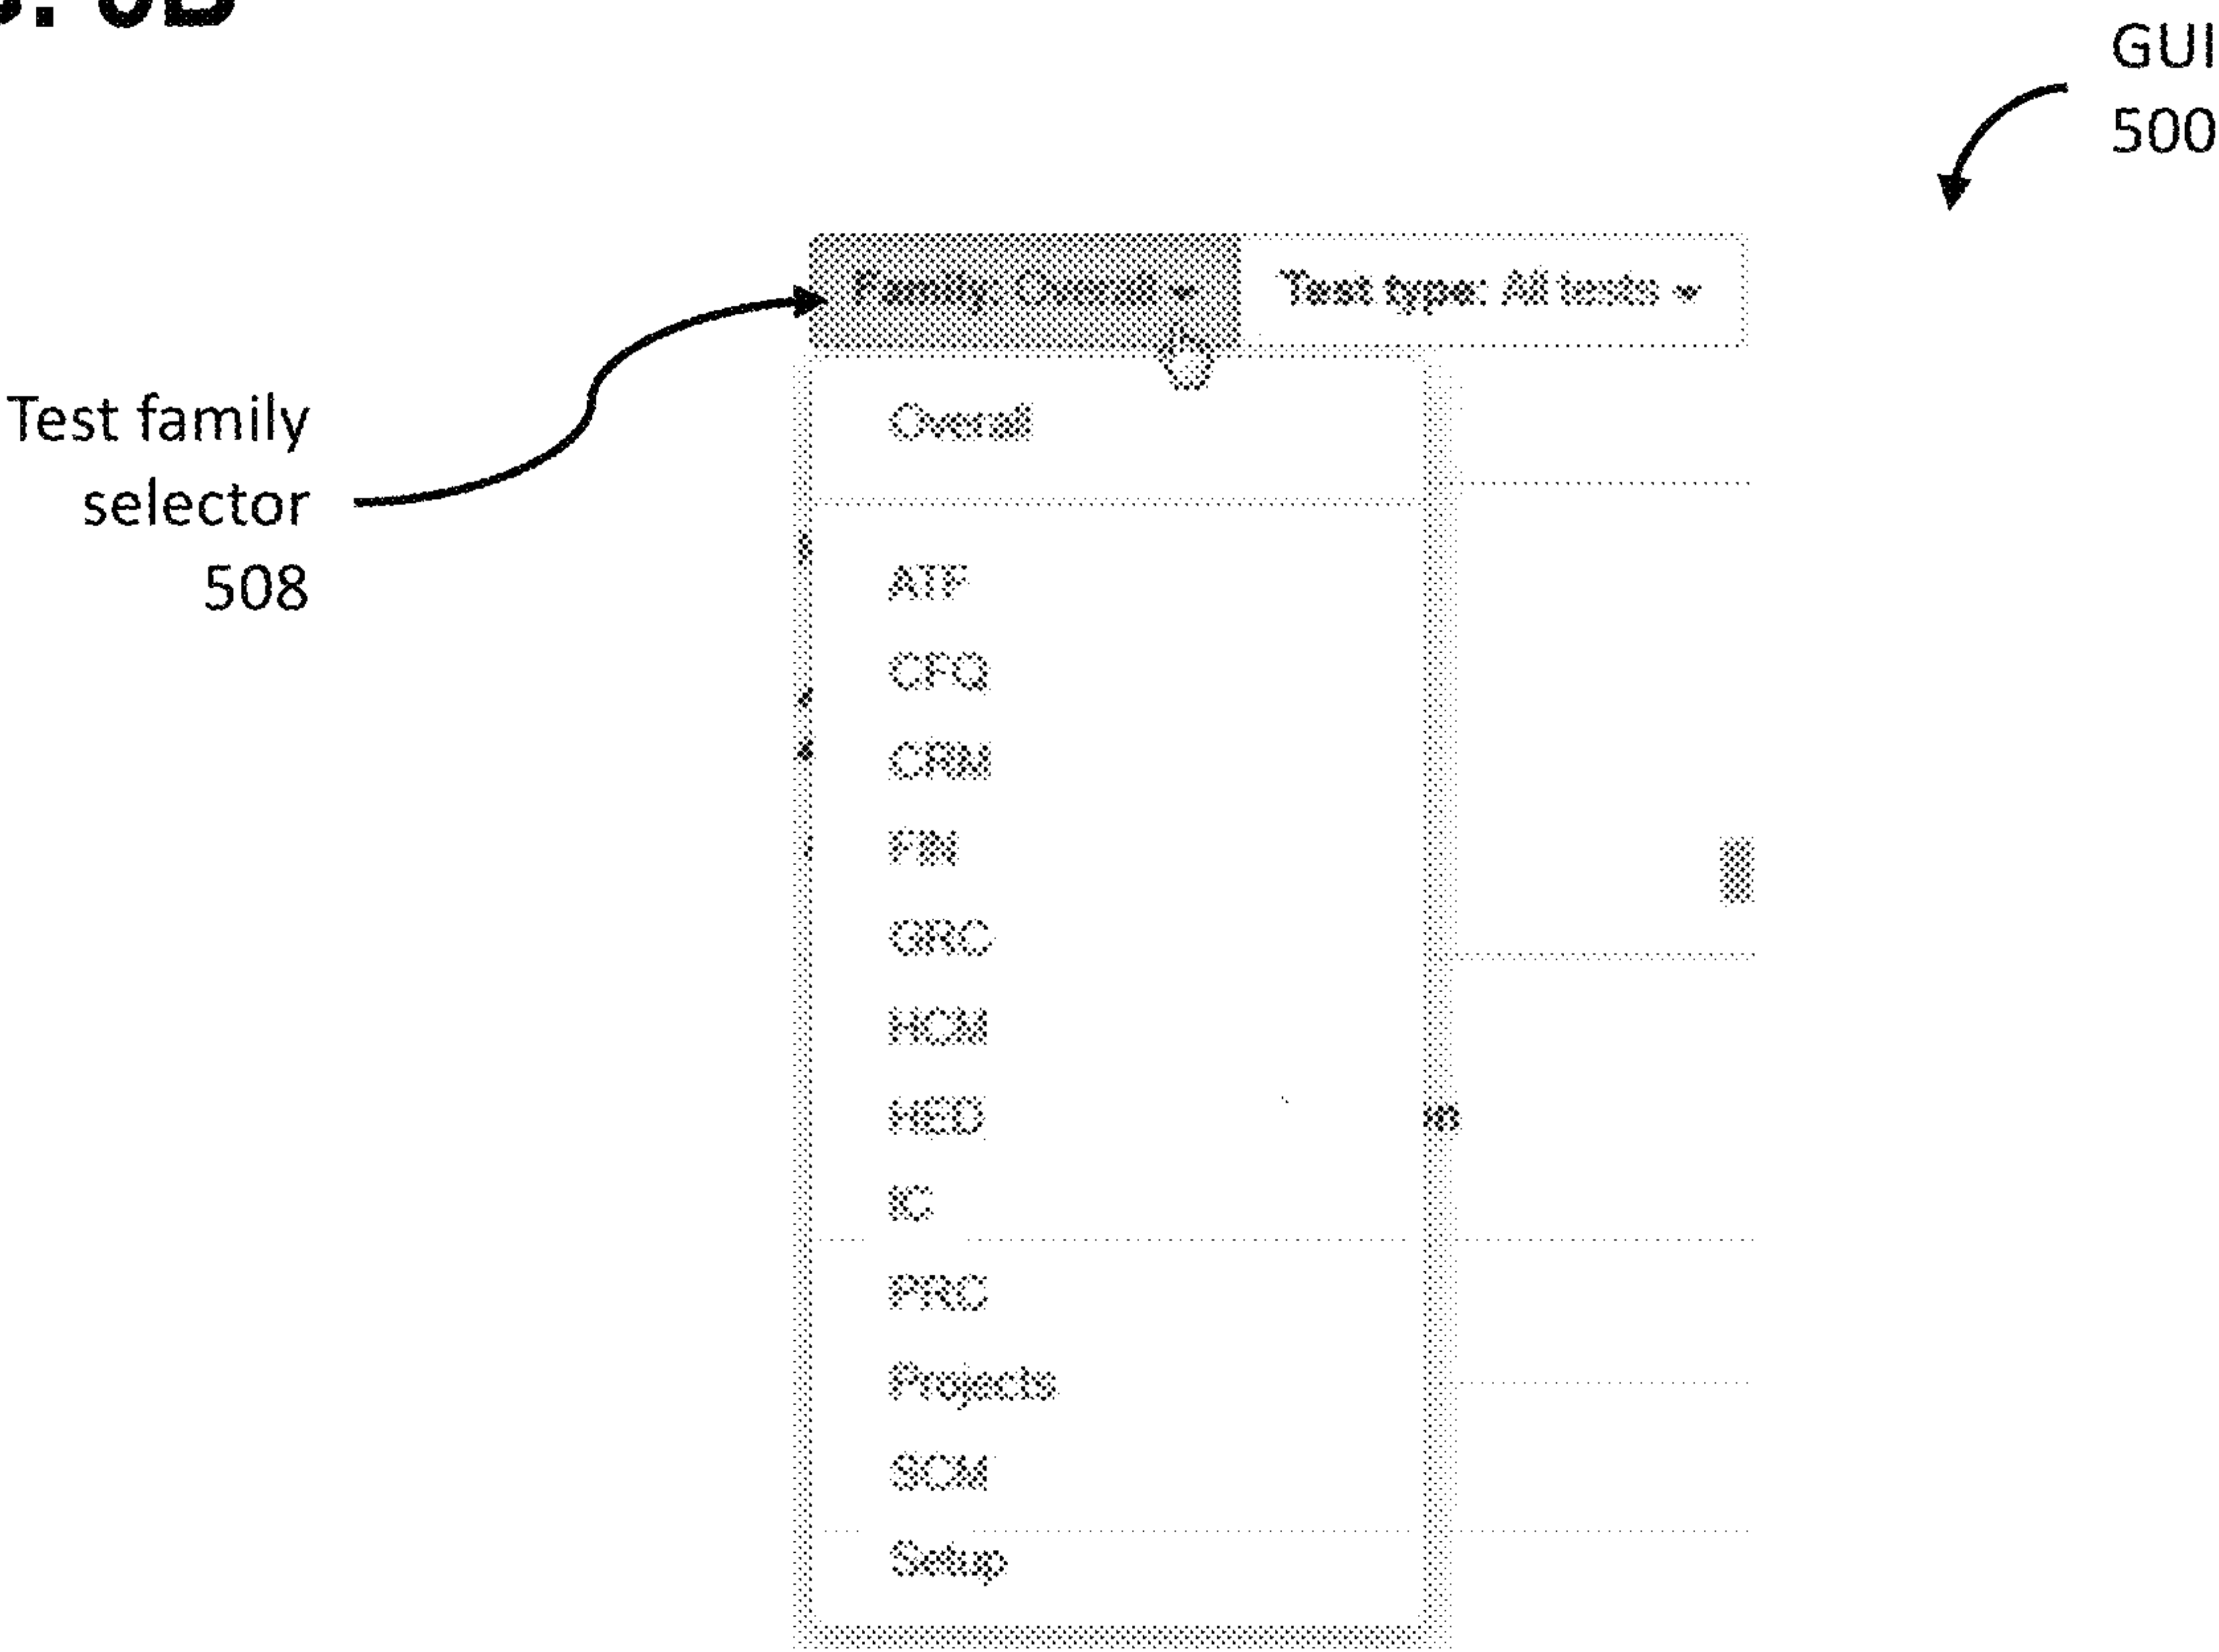 GUI
500
Family: Overall
Test type: All tests
Test family
selector
508
Overall
ATF
CFQ
CRM
FIN
GRC
HCM
HED
IC
PRC
Projects
SCM
Setup